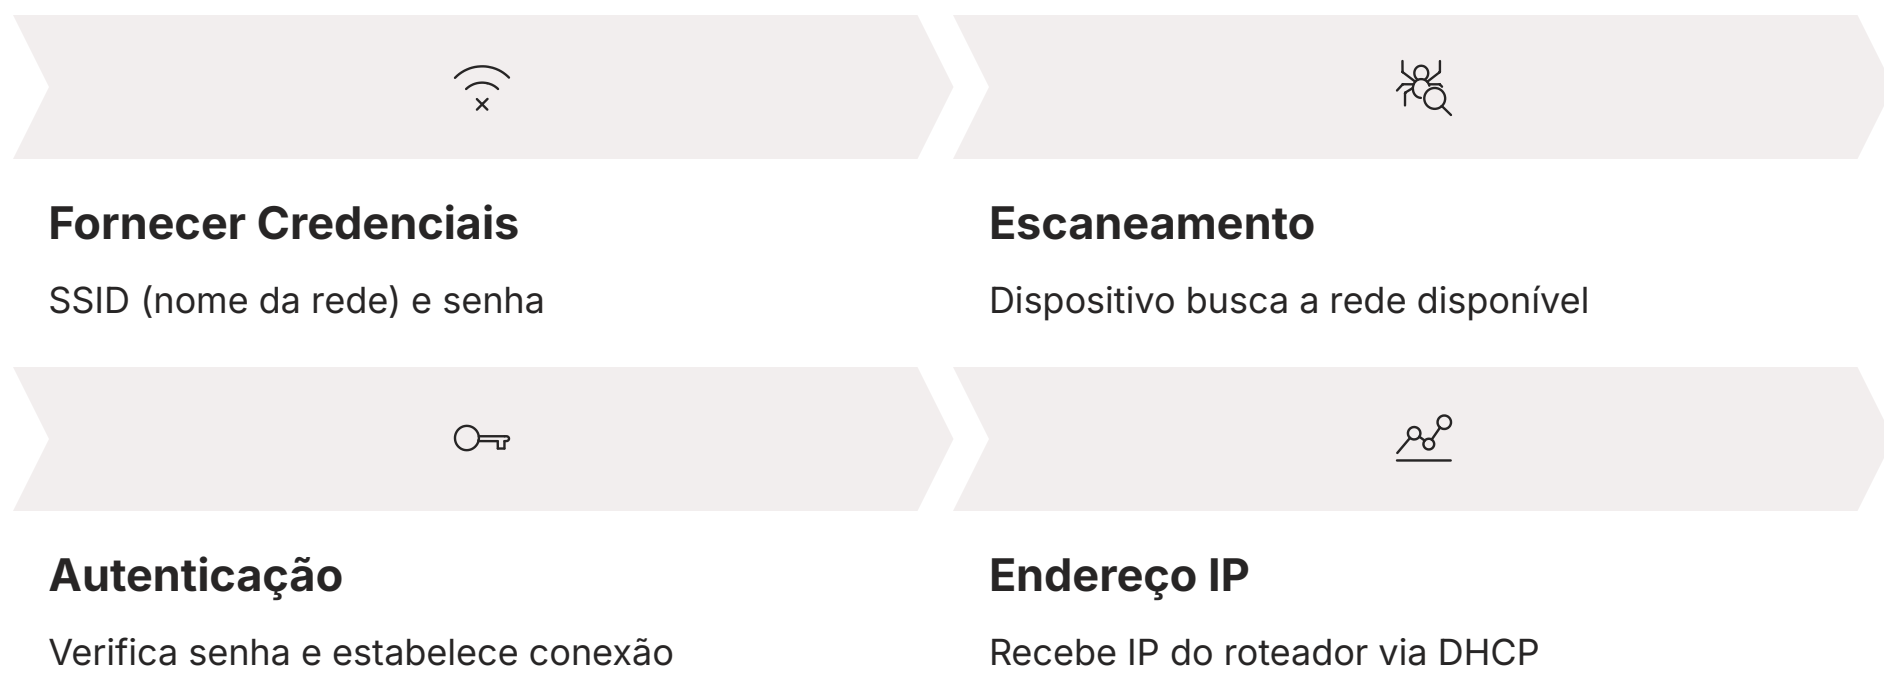 Fornecer Credenciais
SSID (nome da rede) e senha
Escaneamento
Dispositivo busca a rede disponível
Autenticação
Verifica senha e estabelece conexão
Endereço IP
Recebe IP do roteador via DHCP